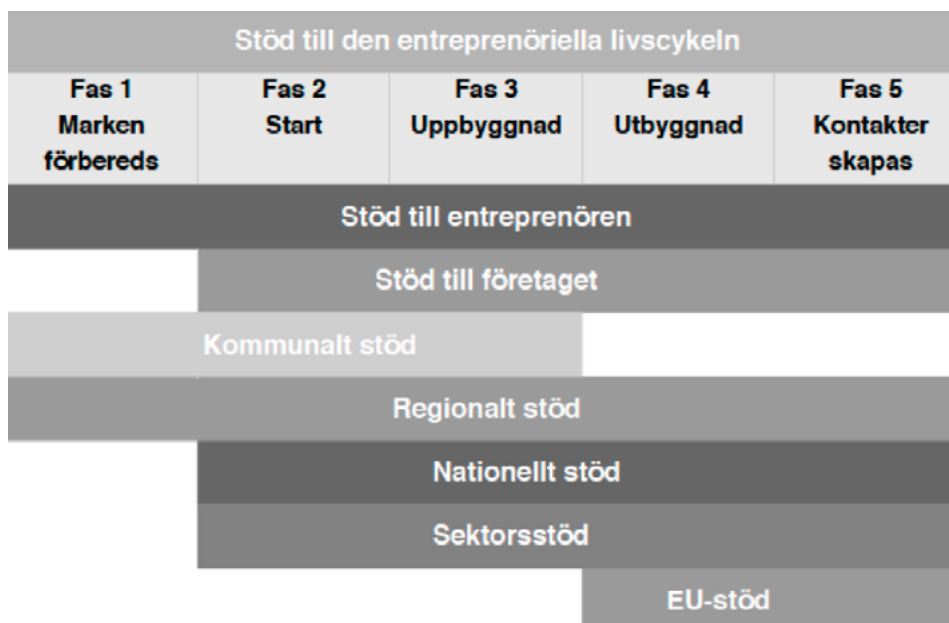 Stöd till den entreprenöriella livscykeln
Fas 1
Marken
förbereds
Fas 2
Start
Fas 3
Uppbyggnad
Fas 4
Utbyggnad
Fas 5
Kontakter
skapas
Stöd till entreprenören
Stöd till företaget
Kommunalt stöd
Regionalt stöd
Nationellt stöd
Sektorsstöd
EU-stöd